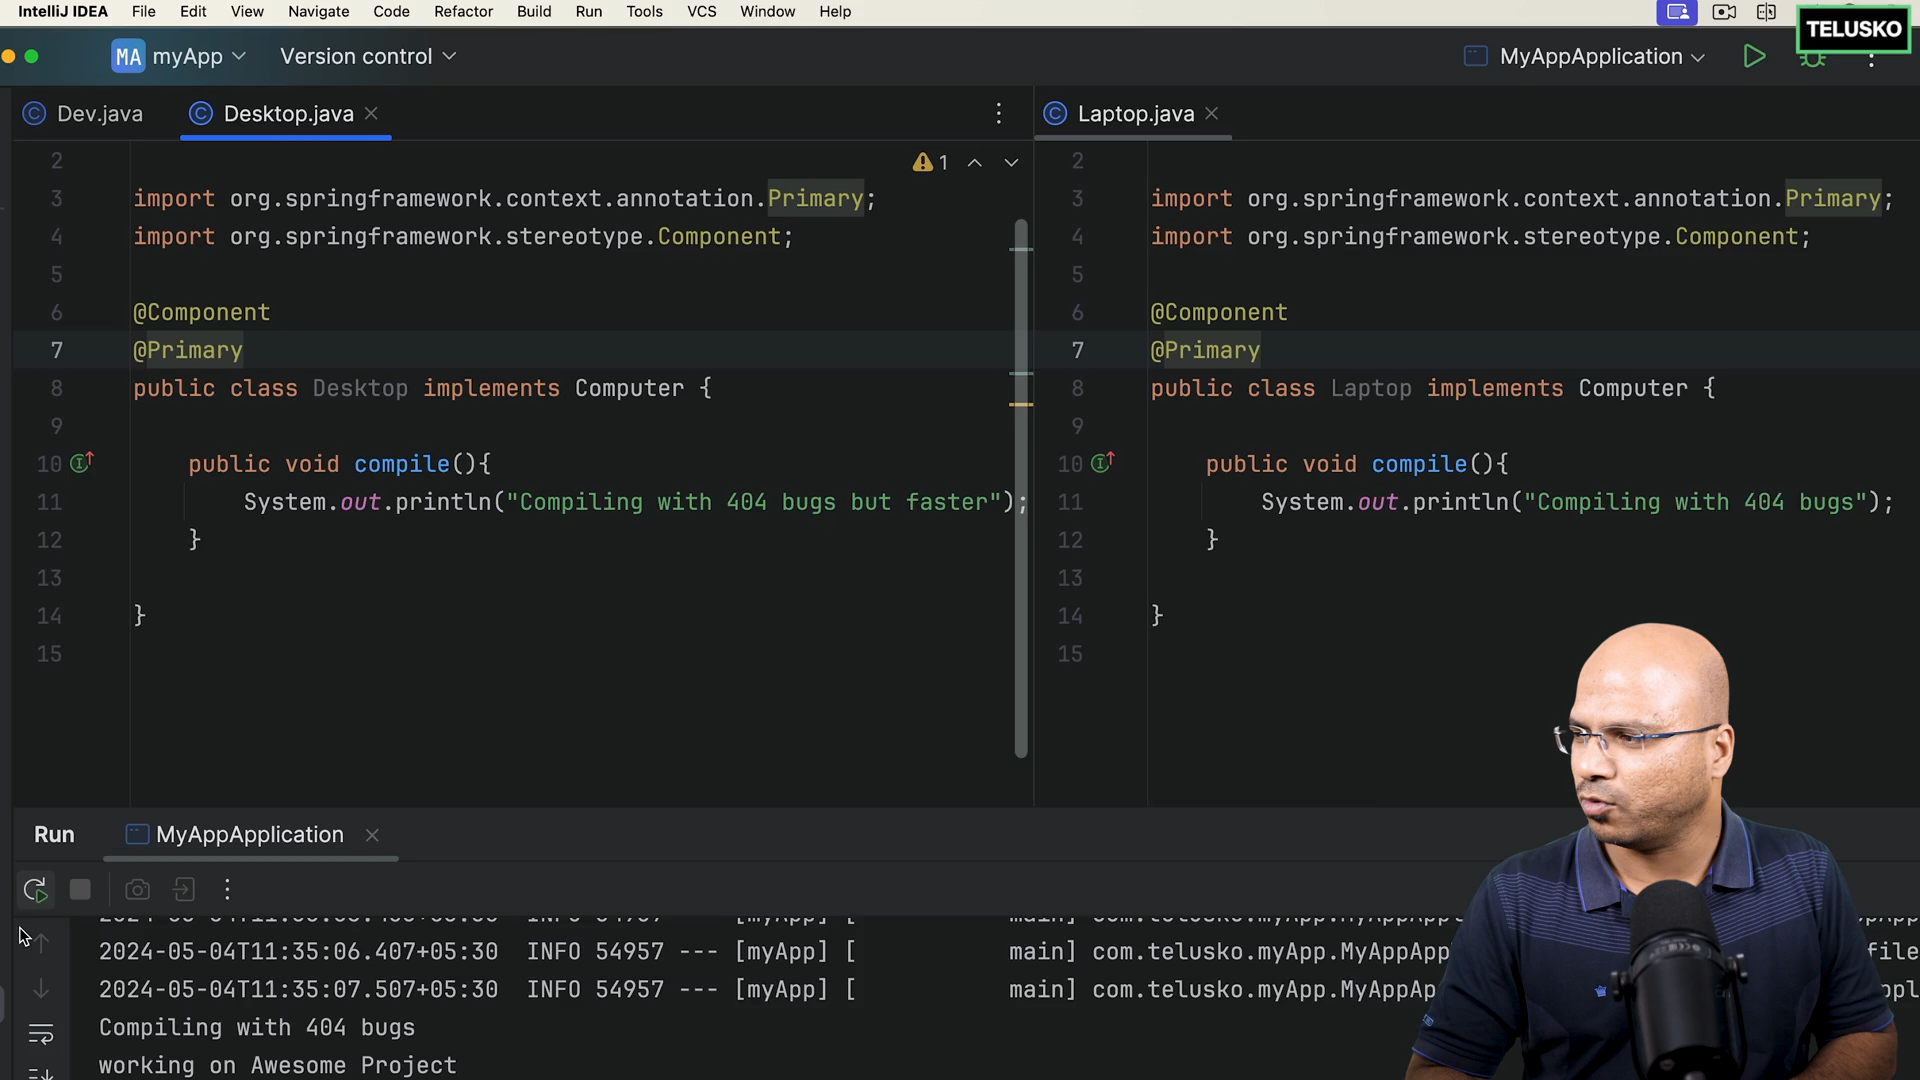 IntelliJ IDEA File Edit View Navigate Code Refactor Build Run Tools VCS Window Help
TELUSKO
MA myApp Version control MyAppApplication
Dev.java Desktop.java
1
2
3 import org.springframework.context.annotation.Primary;
4 import org.springframework.stereotype.Component;
5
6 @Component
7 @Primary
8 public class Desktop implements Computer {
9
10 public void compile(){
11 System.out.println("Compiling with 404 bugs but faster");
12 }
13
14 }
15
Laptop.java
2
3 import org.springframework.context.annotation.Primary;
4 import org.springframework.stereotype.Component;
5
6 @Component
7 @Primary
8 public class Laptop implements Computer {
9
10 public void compile(){
11 System.out.println("Compiling with 404 bugs");
12 }
13
14 }
15
Run MyAppApplication
2024-05-04T11:35:06.407+05:30 INFO 54957 --- [myApp] [ main] com.telusko.myApp.MyAppAppl file
2024-05-04T11:35:07.507+05:30 INFO 54957 --- [myApp] [ main] com.telusko.myApp.MyAppAp ppl
Compiling with 404 bugs
working on Awesome Project